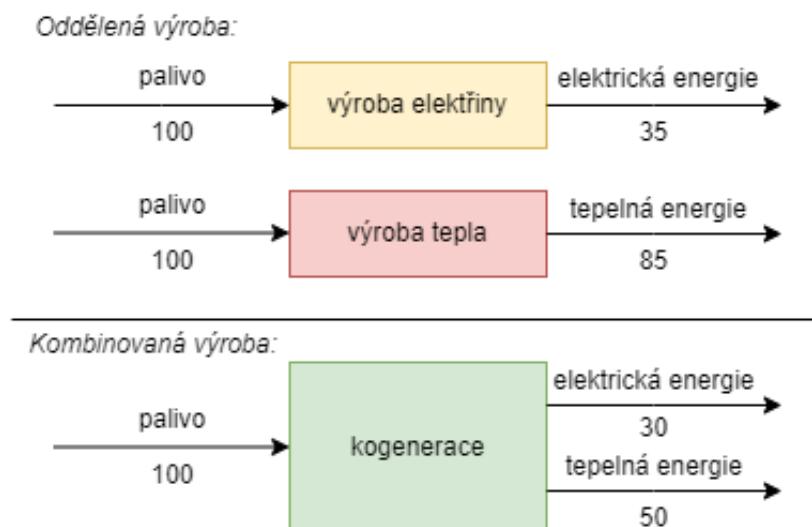 Oddělená výroba:
palivo
100
výroba elektřiny
elektrická energie
35
palivo
100
výroba tepla
tepelná energie
85
Kombinovaná výroba:
palivo
100
kogenerace
elektrická energie
30
tepelná energie
50